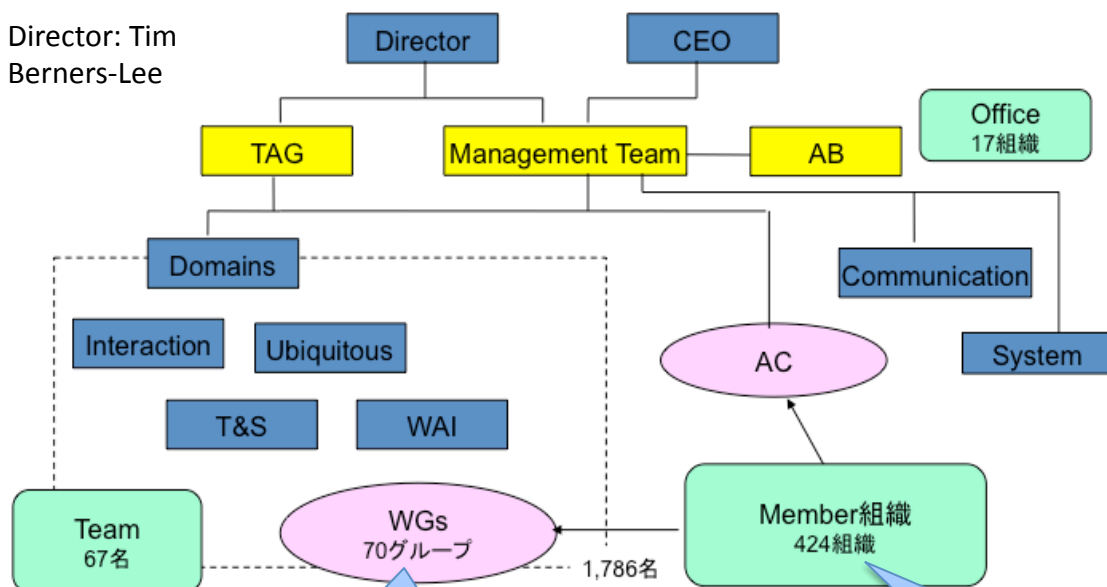 Director: Tim
Berners-Lee
Director
CEO
Office
17組織
TAG
Management Team
AB
Domains
Communication
Interaction
Ubiquitous
AC
System
T&S
WAI
Team
67名
WGs
70グループ
1,786名
Member組織
424組織